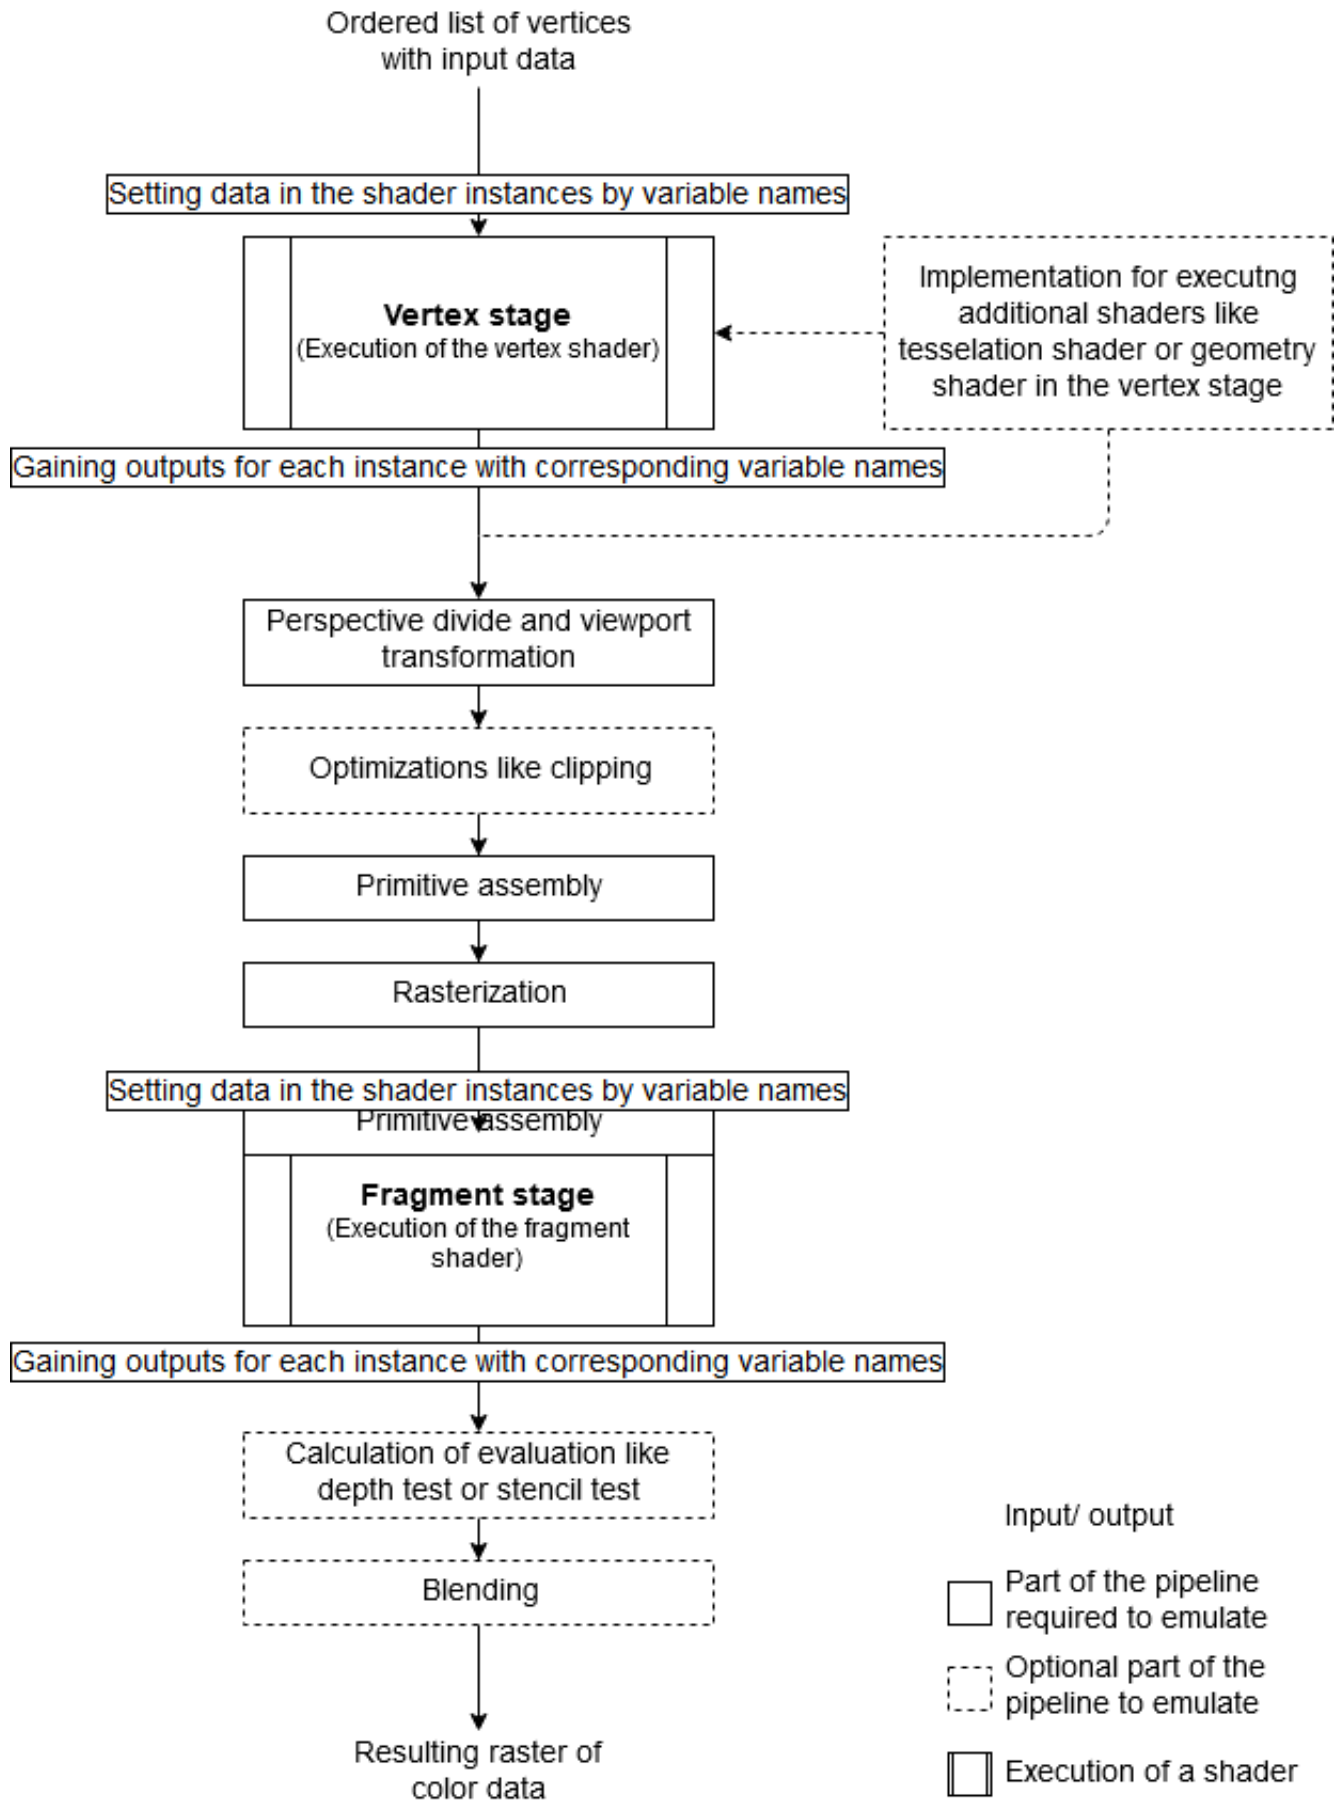 Ordered list of vertices
with input data
Setting data in the shader instances by variable names
Vertex stage
(Execution of the vertex shader)
Implementation for executng
additional shaders like
tesselation shader or geometry
shader in the vertex stage
Gaining outputs for each instance with corresponding variable names
Perspective divide and viewport
transformation
Optimizations like clipping
Primitive assembly
Rasterization
Setting data in the shader instances by variable names
Primitive assembly
Fragment stage
(Execution of the fragment
shader)
Gaining outputs for each instance with corresponding variable names
Calculation of evaluation like
depth test or stencil test
Blending
Resulting raster of
color data
Input/ output
Part of the pipeline
required to emulate
Optional part of the
pipeline to emulate
Execution of a shader